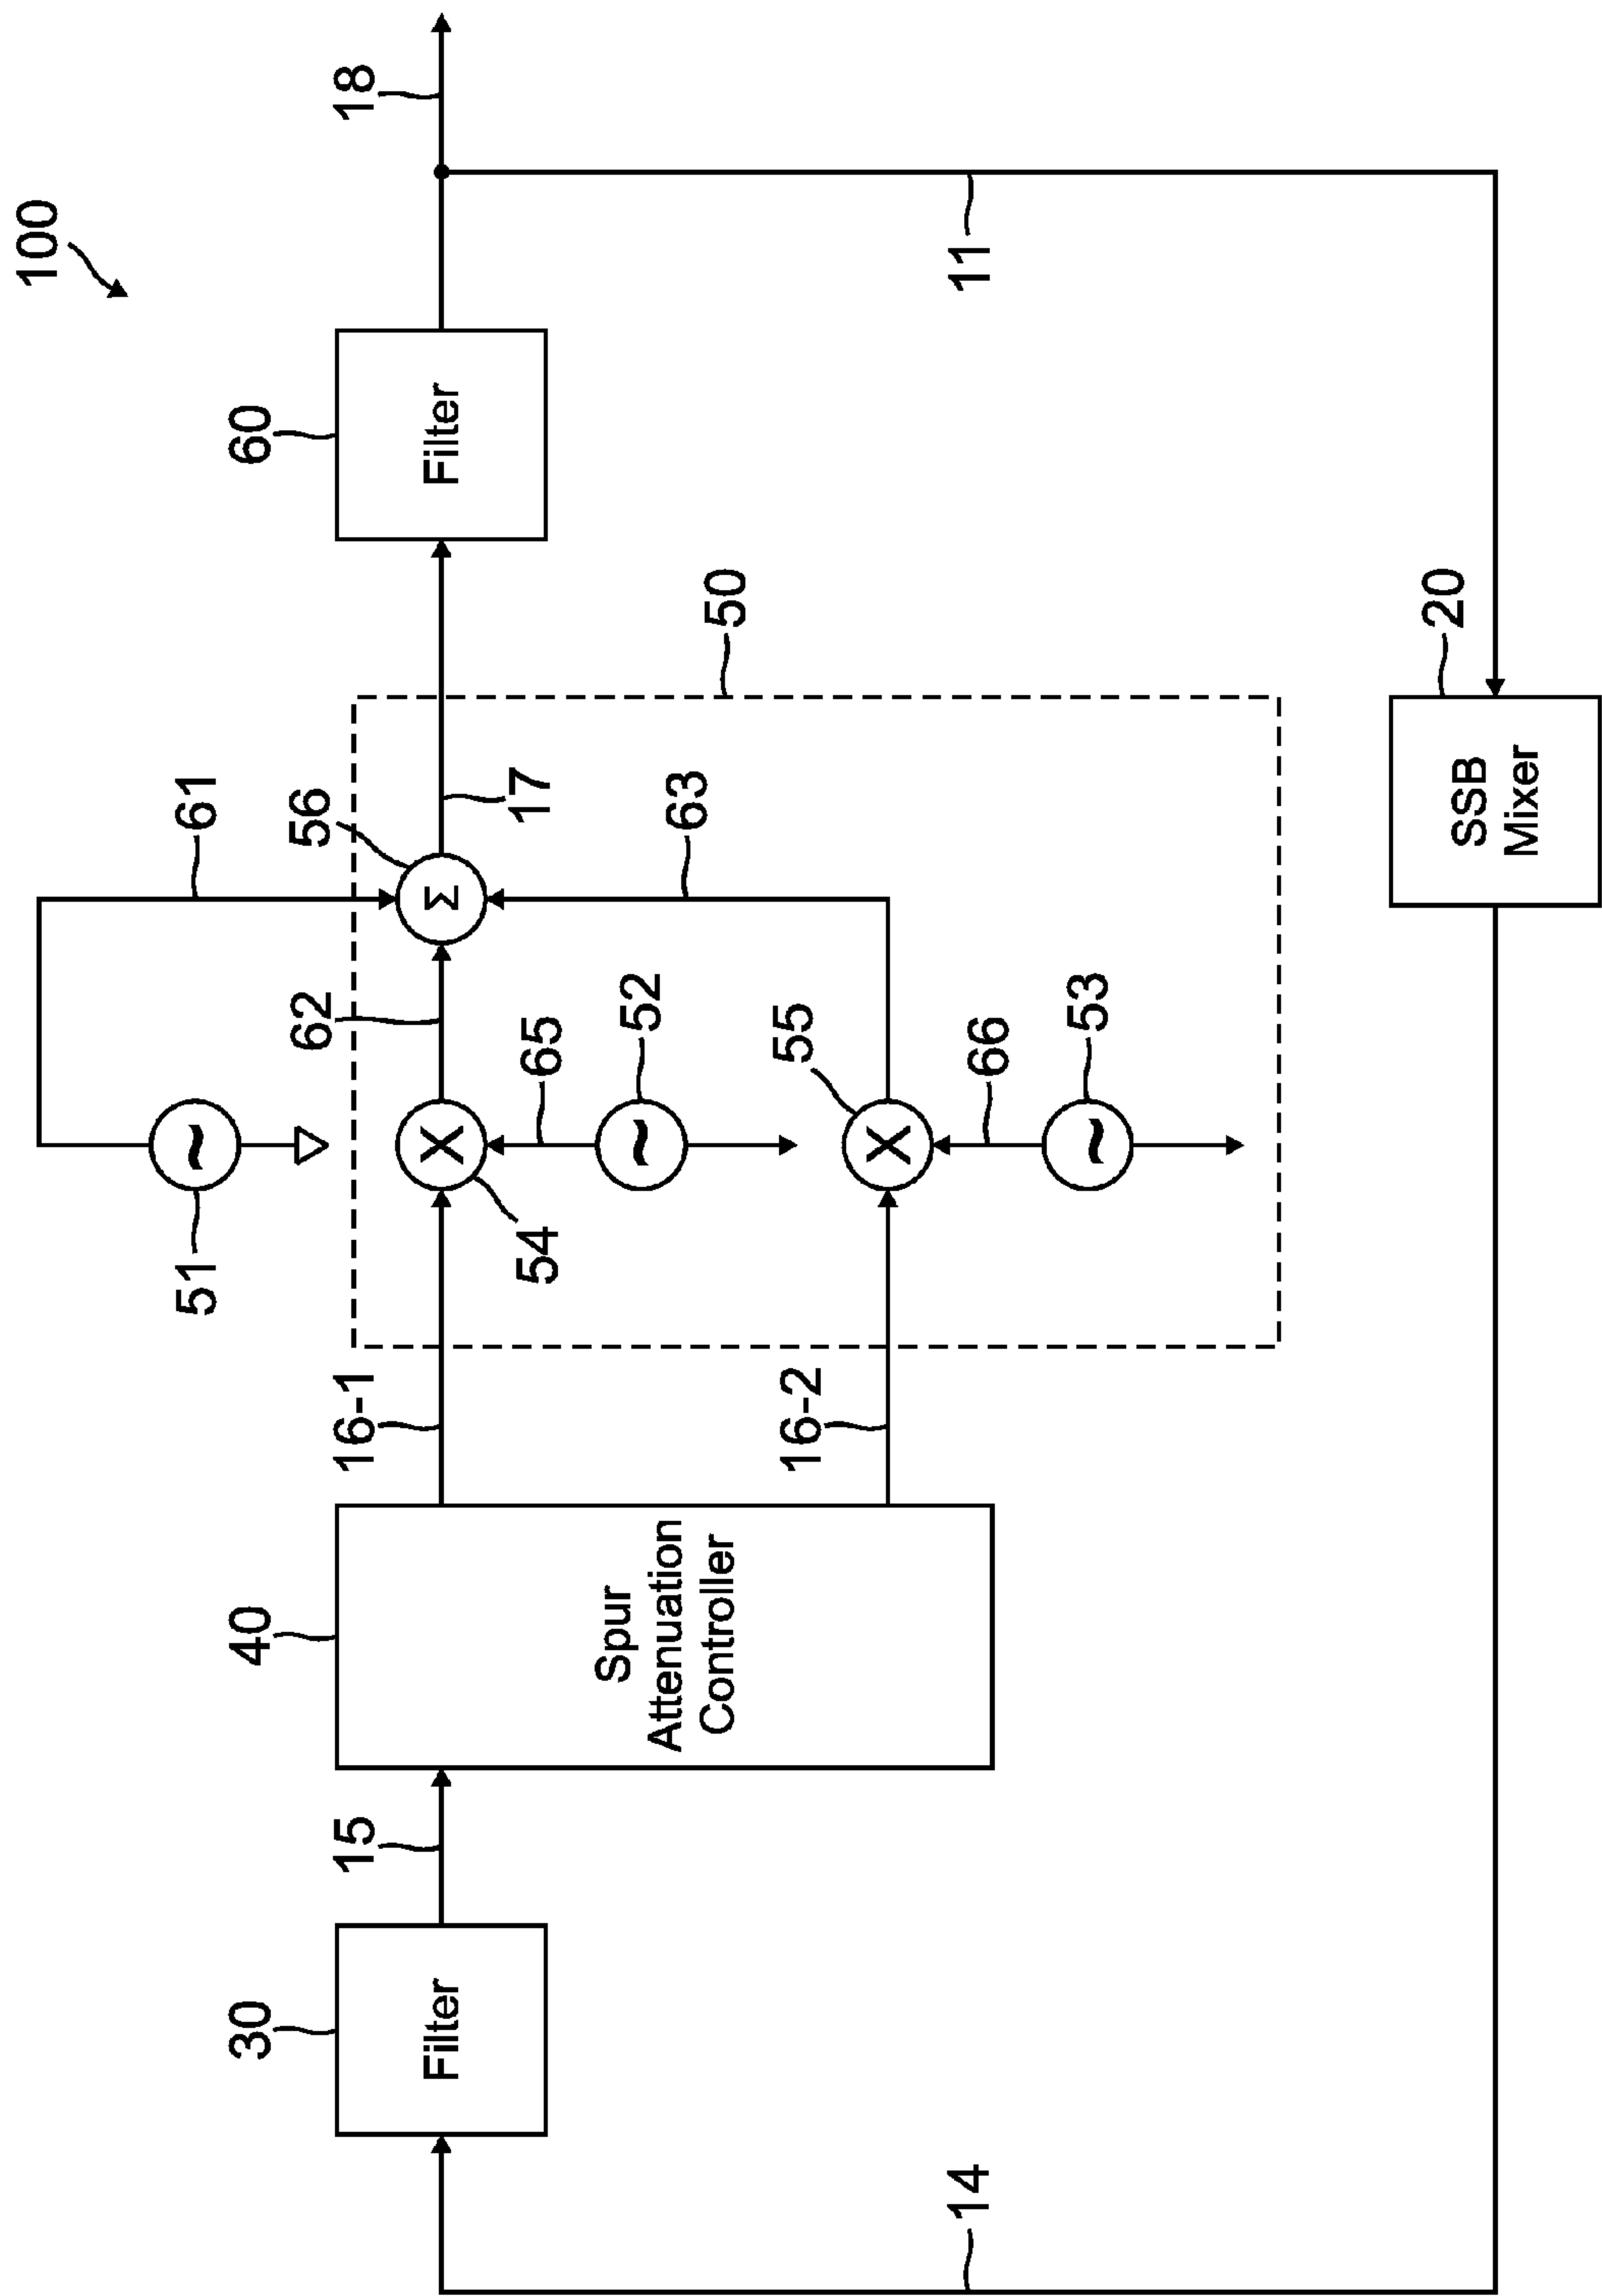 100
51
61
30
40
60
62
56
15
16-1
18
Filter
~
X
Σ
Filter
54
65
17
Spur
Attenuation
Controller
52
~
63
50
16-2
55
X
14
66
11
53
~
20
SSB
Mixer